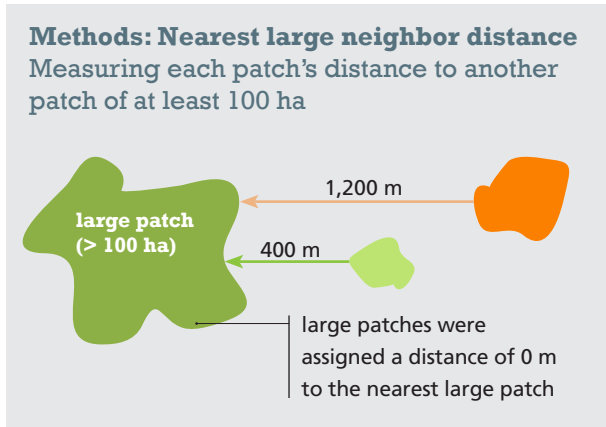 Methods: Nearest large neighbor distance
Measuring each patch's distance to another
patch of at least 100 ha
1,200 m
large patch
(> 100 ha)
400 m
large patches were
assigned a distance of 0 m
to the nearest large patch